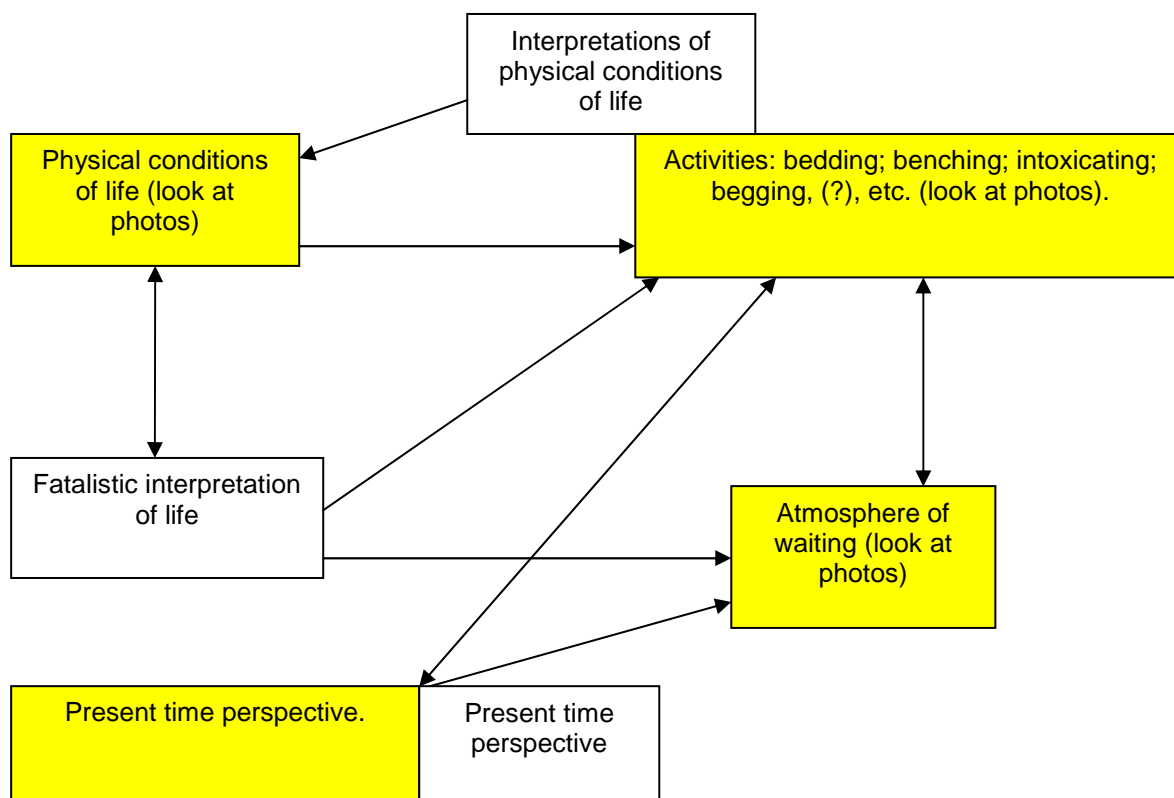 Interpretations of
physical conditions
of life
Physical conditions
of life (look at
photos)
Activities: bedding; benching; intoxicating;
begging, (?), etc. (look at photos).
Fatalistic interpretation
of life
Atmosphere of
waiting (look at
photos)
Present time perspective.
Present time
perspective